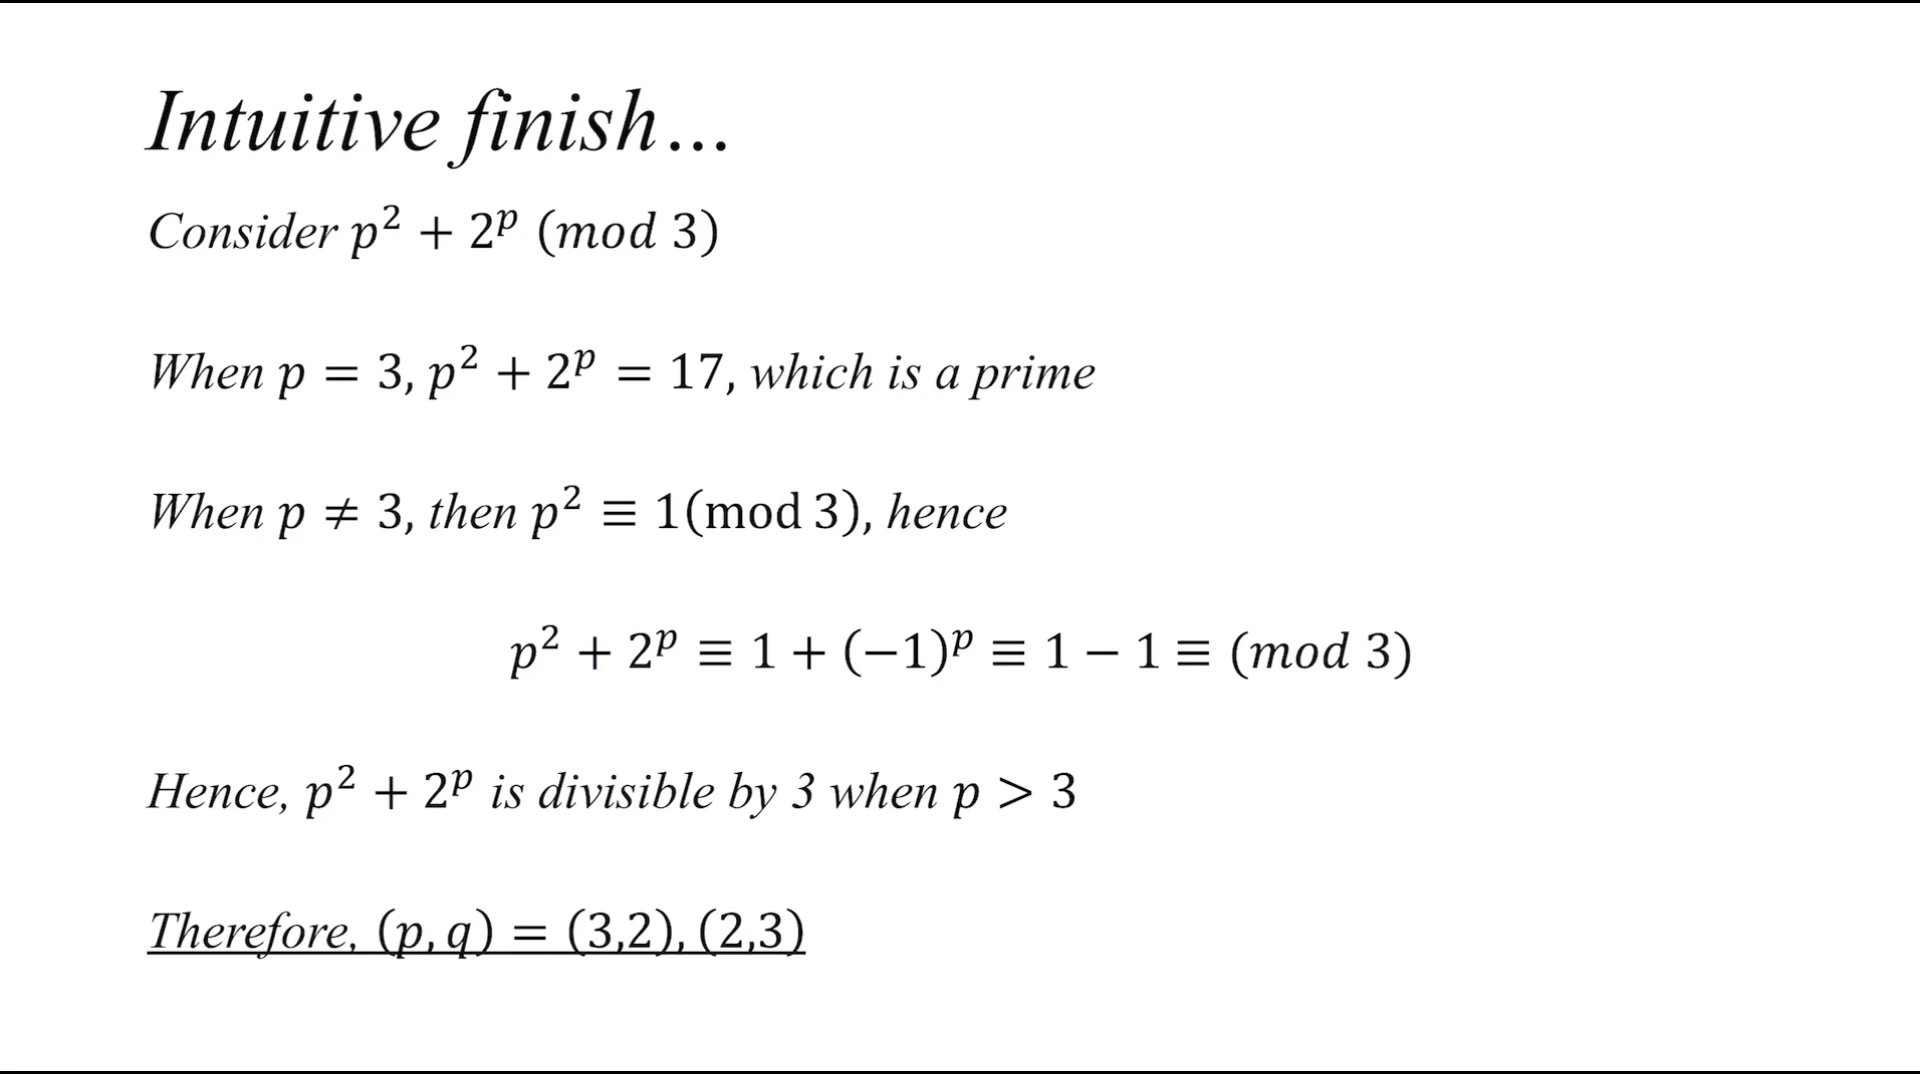 Intuitive finish…
Consider p² + 2ᵖ (mod 3)
When p = 3, p² + 2ᵖ = 17, which is a prime
When p ≠ 3, then p² ≡ 1(mod 3), hence
p² + 2ᵖ ≡ 1 + (−1)ᵖ ≡ 1 − 1 ≡ (mod 3)
Hence, p² + 2ᵖ is divisible by 3 when p > 3
Therefore, (p, q) = (3,2), (2,3)